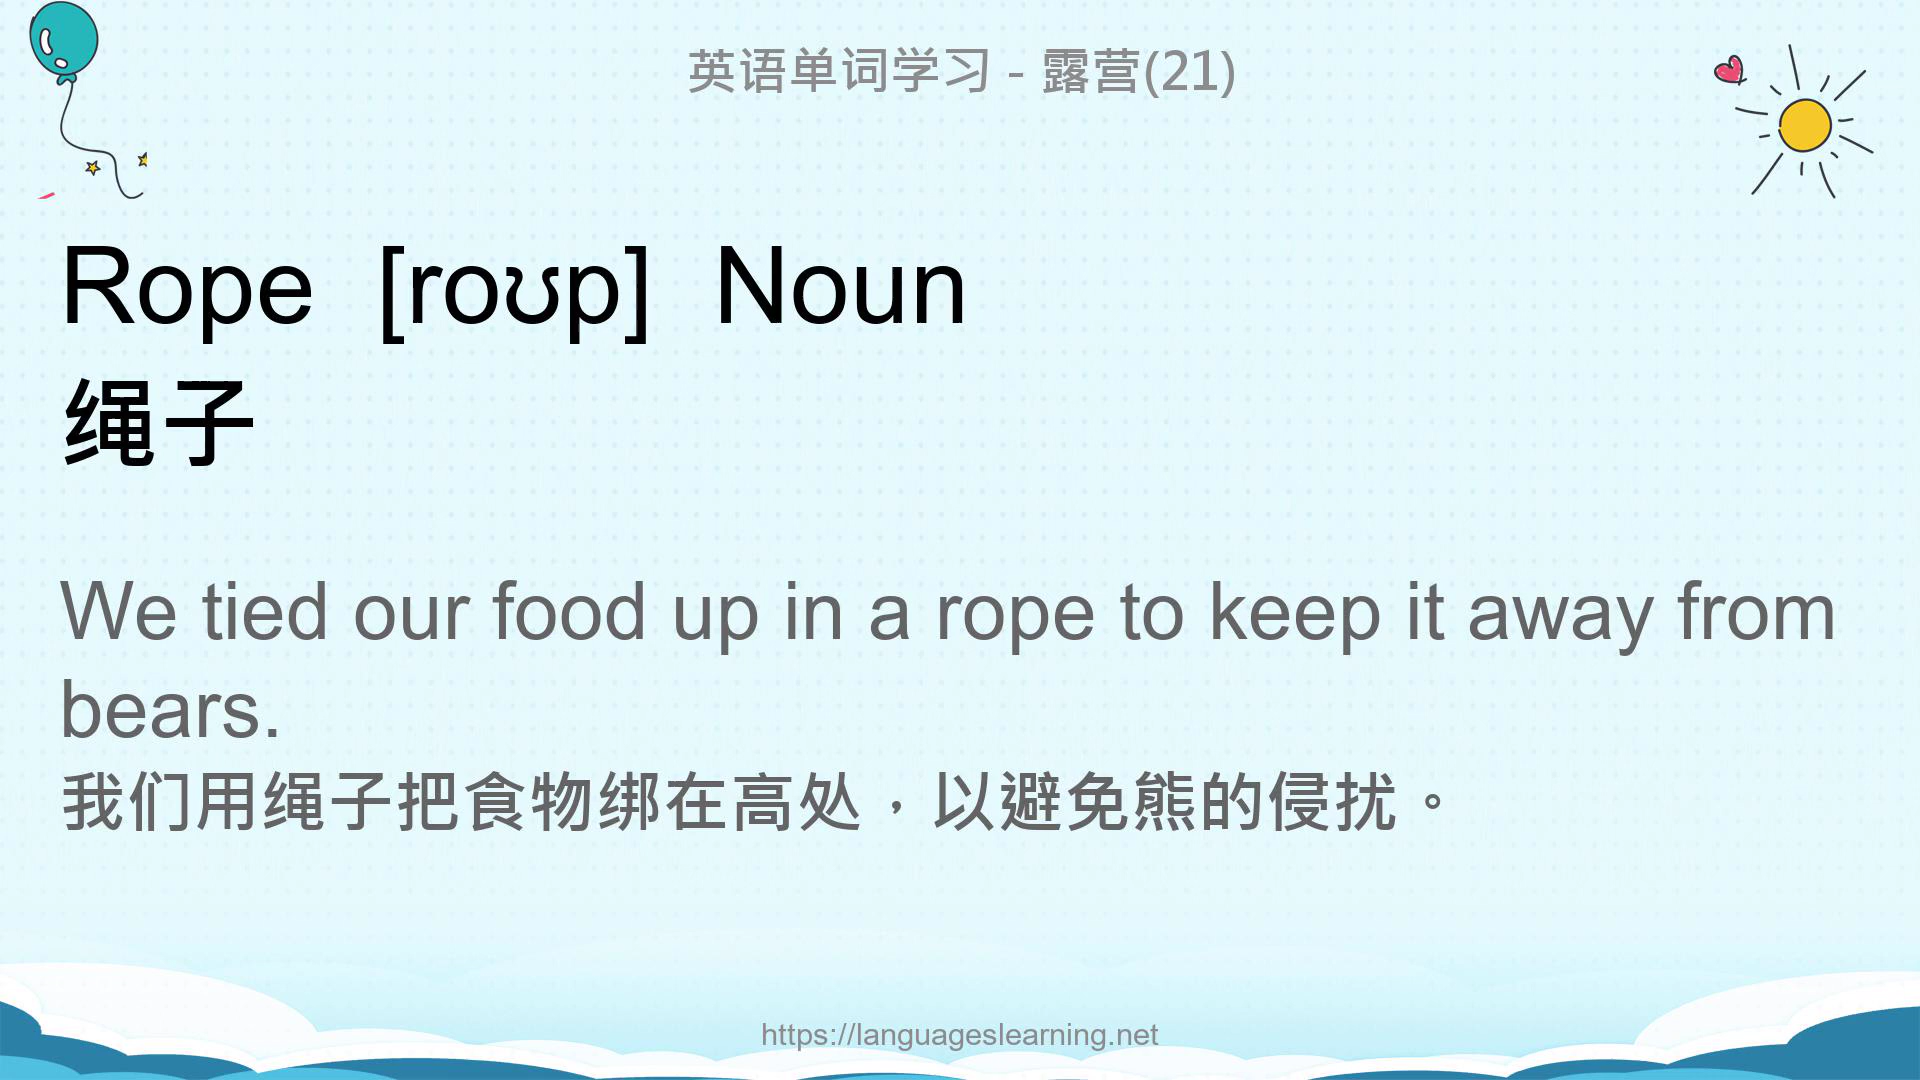 英语单词学习 - 露营(21)
Rope [roʊp] Noun
绳子
We tied our food up in a rope to keep it away from
bears.
我们用绳子把食物绑在高处，以避免熊的侵扰。
https://languageslearning.net